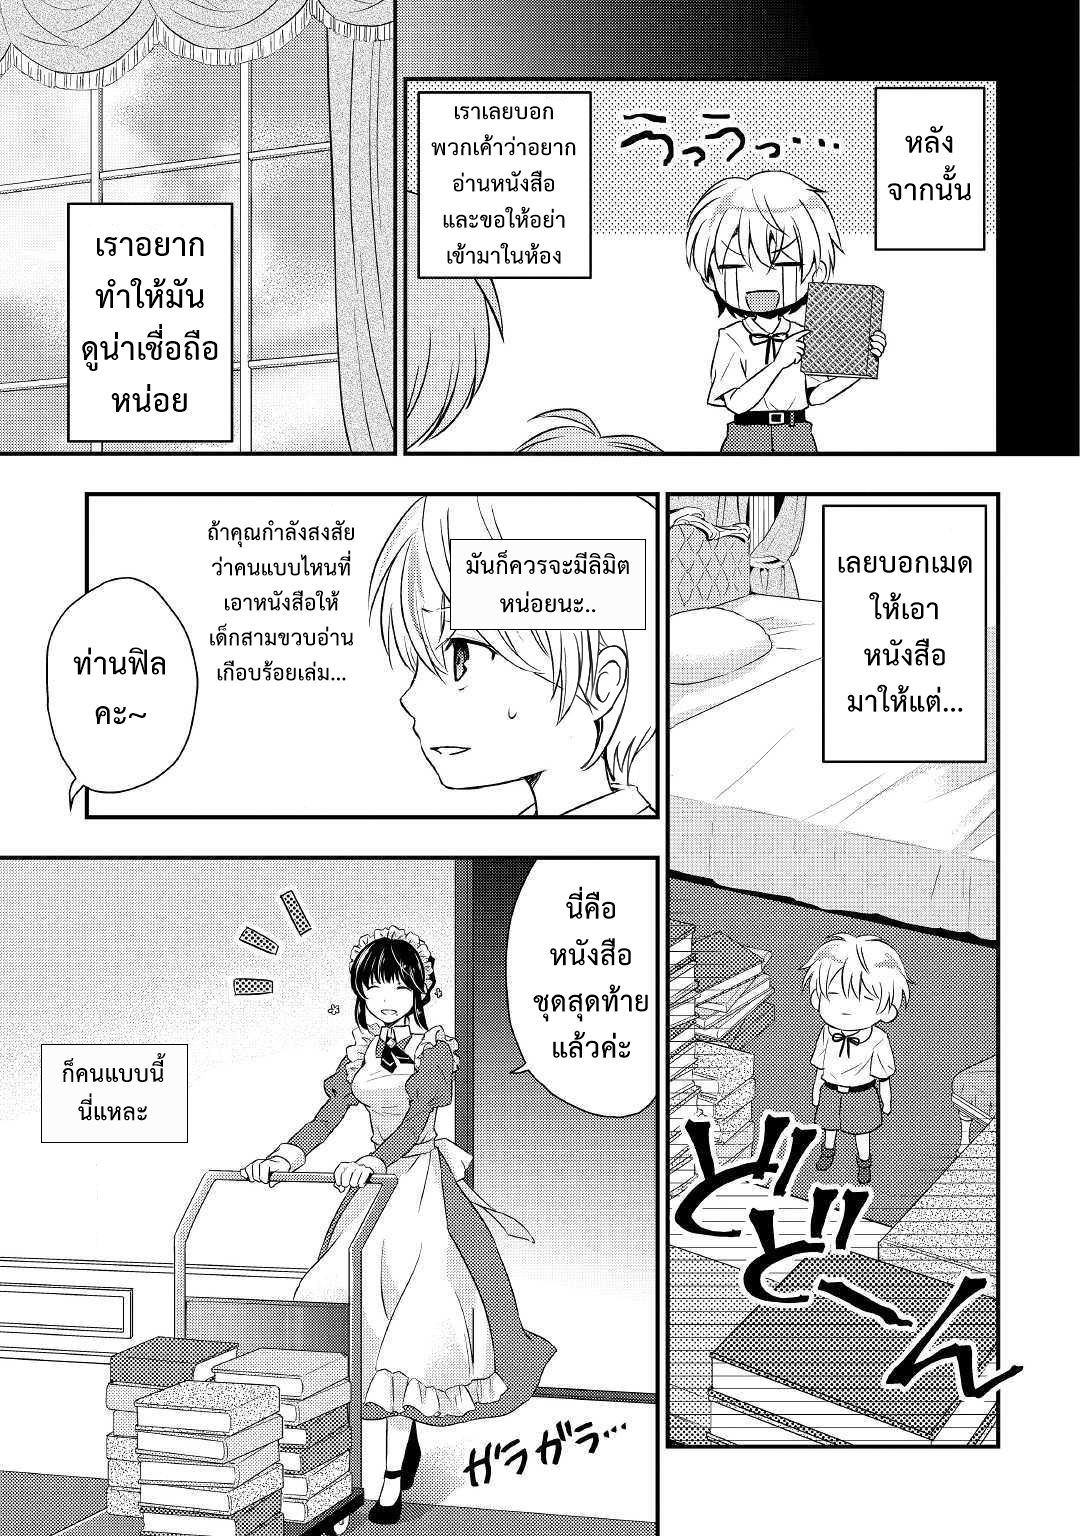 หลัง
จากนั้น
うっうっ…
เราเลยบอก
พวกเค้าว่าอยาก
อ่านหนังสือ
และขอให้อย่า
เข้ามาในห้อง
เราอยาก
ทำให้มัน
ดูน่าเชื่อถือ
หน่อย
เลยบอกเมด
ให้เอา
หนังสือ
มาให้แต่...
どどーん
มันก็ควรจะมีลิมิต
หน่อยนะ..
ถ้าคุณกำลังสงสัย
ว่าคนแบบไหนที่
เอาหนังสือให้
เด็กสามขวบอ่าน
เกือบร้อยเล่ม...
ท่านฟิล
คะ~
นี่คือ
หนังสือ
ชุดสุดท้าย
แล้วค่ะ
ก็คนแบบนี้
นี่แหละ
ガラガラ…